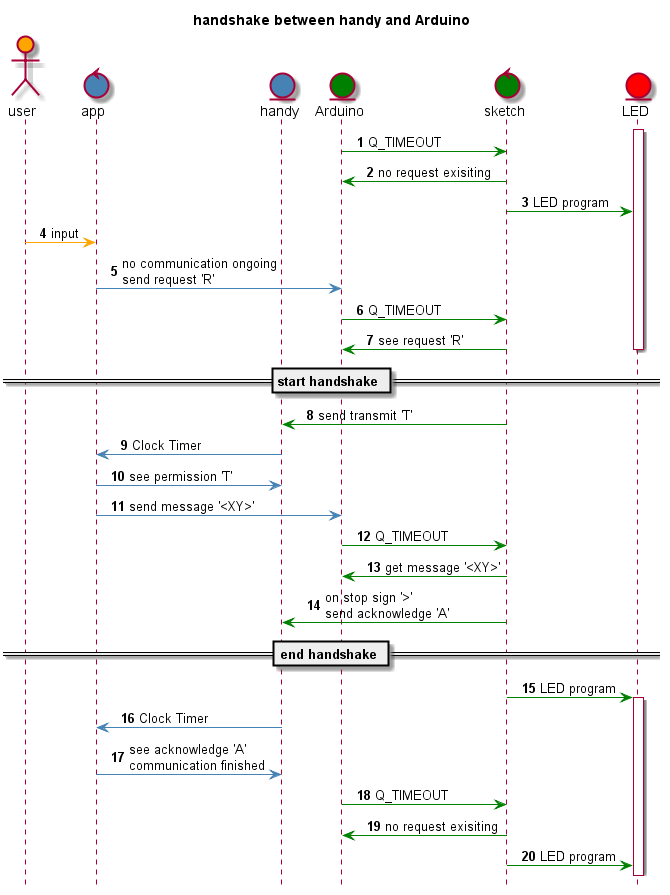 handshake between handy and Arduino
user
app
handy
Arduino
sketch
LED
1 Q_TIMEOUT
2 no request exisiting
3 LED program
4 input
5 no communication ongoing
send request 'R'
6 Q_TIMEOUT
7 see request 'R'
start handshake
8 send transmit 'T'
9 Clock Timer
10 see permission 'T'
11 send message '<XY>'
12 Q_TIMEOUT
13 get message '<XY>'
14 on stop sign '>'
send acknowledge 'A'
end handshake
15 LED program
16 Clock Timer
17 see acknowledge 'A'
communication finished
18 Q_TIMEOUT
19 no request exisiting
20 LED program